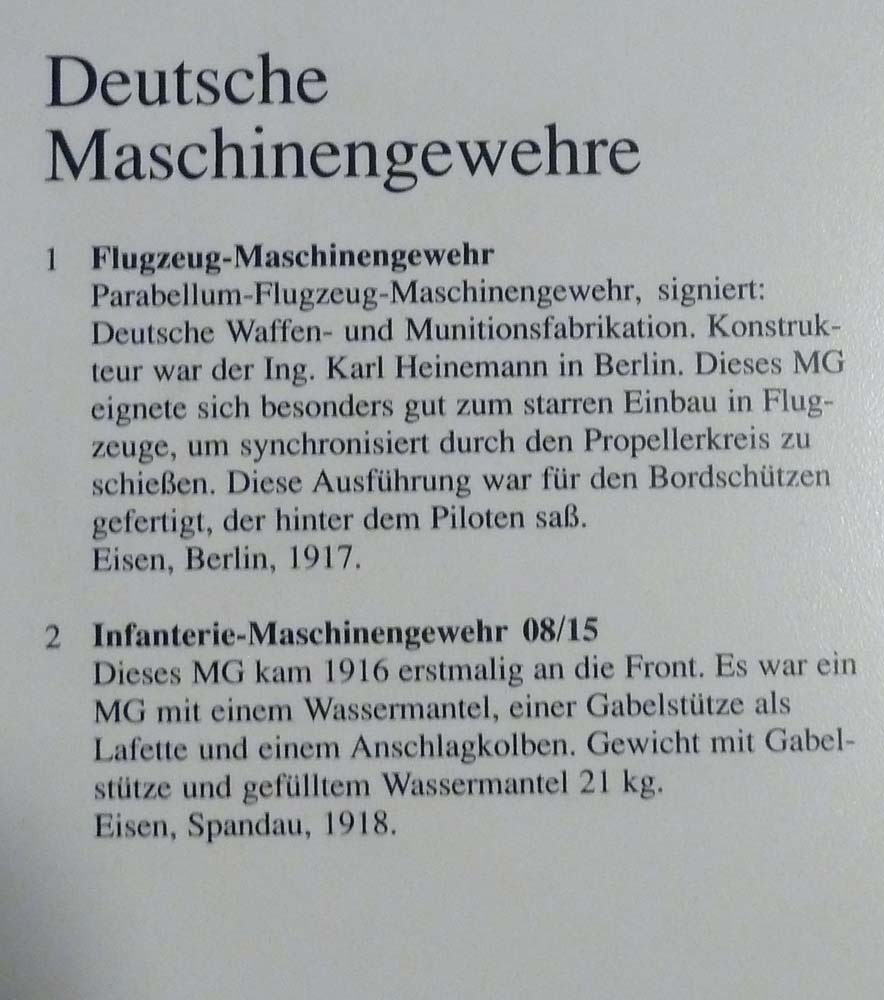 Deutsche
Maschinengewehre
1 Flugzeug-Maschinengewehr
Parabellum-Flugzeug-Maschinengewehr, signiert:
Deutsche Waffen- und Munitionsfabrikation. Konstruk-
teur war der Ing. Karl Heinemann in Berlin. Dieses MG
eignete sich besonders gut zum starren Einbau in Flug-
zeuge, um synchronisiert durch den Propellerkreis zu
schießen. Diese Ausführung war für den Bordschützen
gefertigt, der hinter dem Piloten saß.
Eisen, Berlin, 1917.
2 Infanterie-Maschinengewehr 08/15
Dieses MG kam 1916 erstmalig an die Front. Es war ein
MG mit einem Wassermantel, einer Gabelstütze als
Lafette und einem Anschlagkolben. Gewicht mit Gabel-
stütze und gefülltem Wassermantel 21 kg.
Eisen, Spandau, 1918.